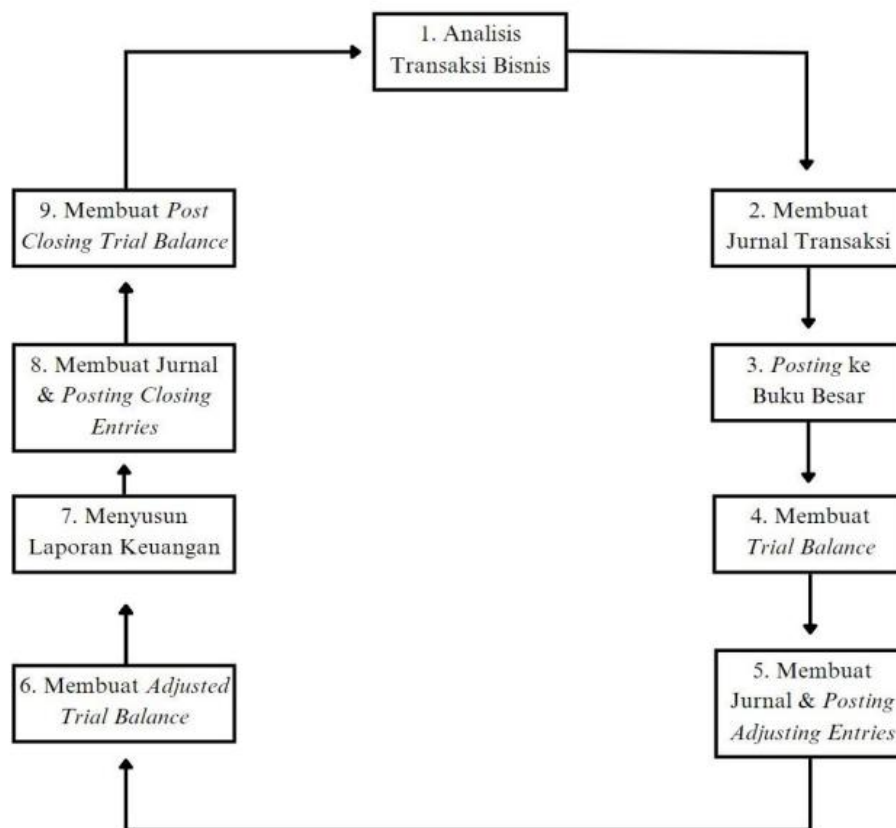 1. Analisis
Transaksi Bisnis
2. Membuat
Jurnal Transaksi
3. Posting ke
Buku Besar
4. Membuat
Trial Balance
5. Membuat
Jurnal & Posting
Adjusting Entries
6. Membuat Adjusted
Trial Balance
7. Menyusun
Laporan Keuangan
8. Membuat Jurnal
& Posting Closing
Entries
9. Membuat Post
Closing Trial Balance